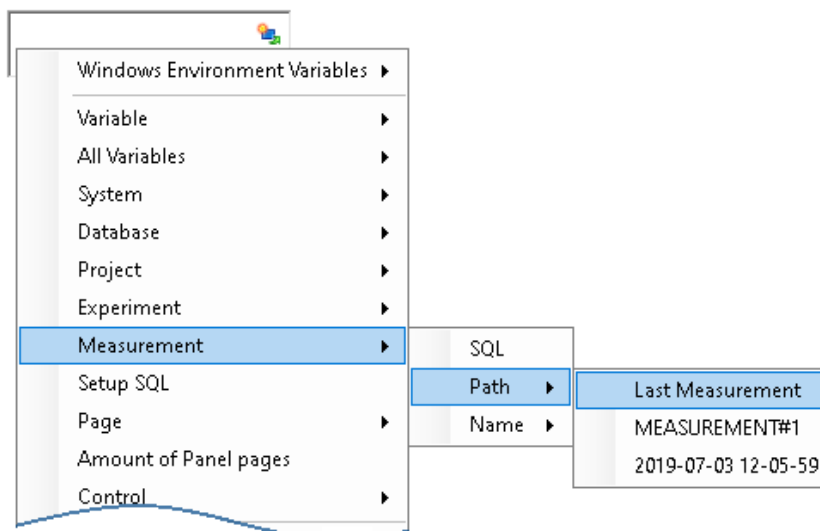 Windows Environment Variables
Variable
All Variables
System
Database
Project
Experiment
Measurement
Setup SQL
Page
Amount of Panel pages
Control
SQL
Path
Name
Last Measurement
MEASUREMENT#1
2019-07-03 12-05-59